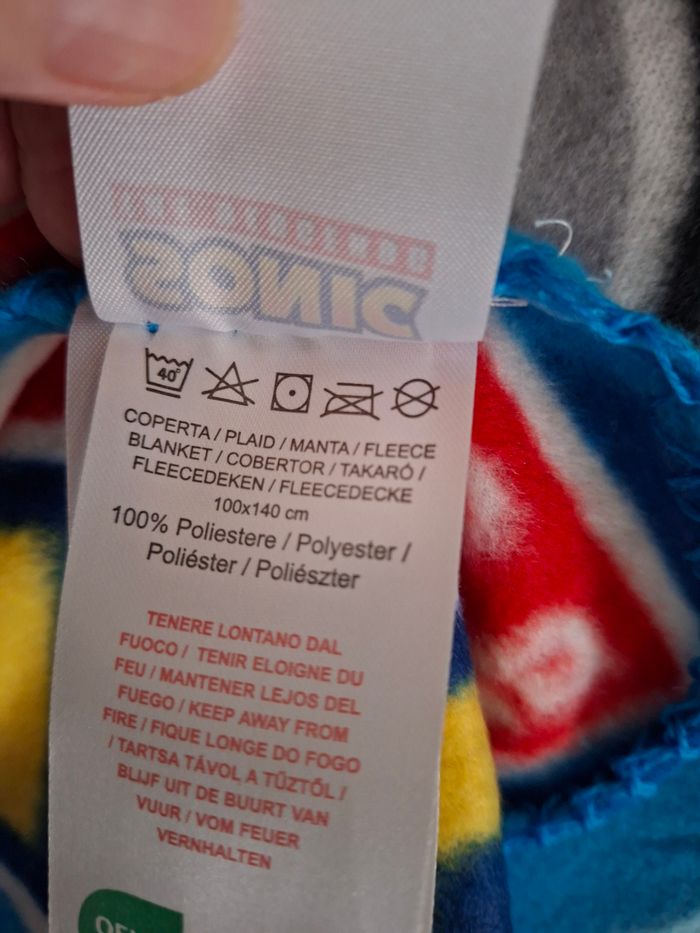 SONIC
40°
COPERTA / PLAID / MANTA / FLEECE
BLANKET / COBERTOR / TAKARÓ /
FLEECEDEKEN / FLEECEDECKE
100x140 cm
100% Poliestere / Polyester /
Poliéster / Poliészter
TENERE LONTANO DAL
FUOCO / TENIR ELOIGNE DU
FEU / MANTENER LEJOS DEL
FUEGO / KEEP AWAY FROM
FIRE / FIQUE LONGE DO FOGO
/ TARTSA TÁVOL A TŰZTŐL /
BLIJF UIT DE BUURT VAN
VUUR / VOM FEUER
VERNHALTEN